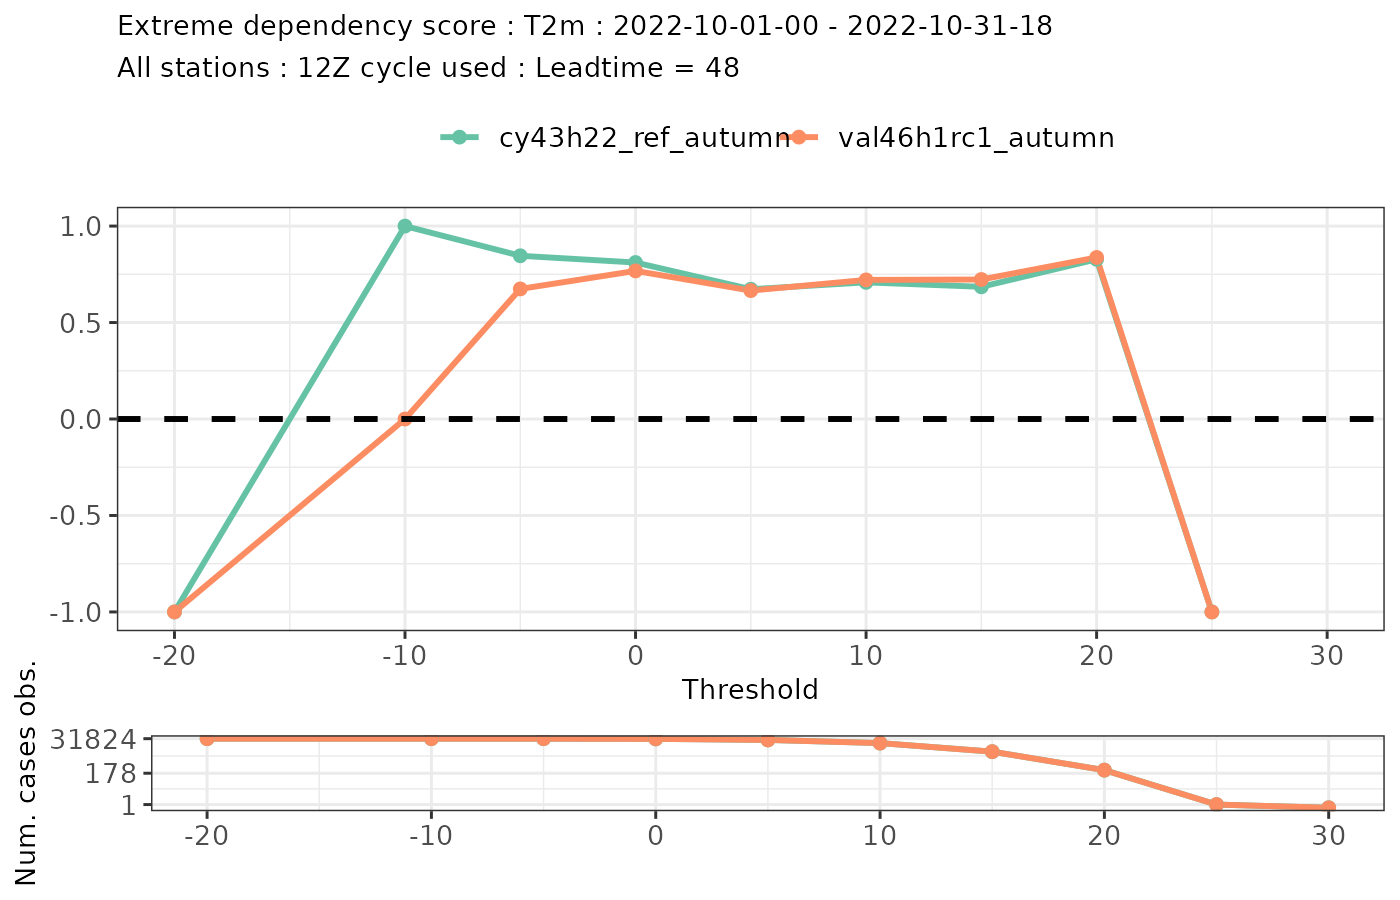 Extreme dependency score : T2m : 2022-10-01-00 - 2022-10-31-18
All stations : 12Z cycle used : Leadtime = 48
cy43h22_ref_autumn val46h1rc1_autumn
1.0
0.5
0.0
-0.5
-1.0
-20 -10 0 10 20 30
Threshold
Num. cases obs.
31824
178
1
-20 -10 0 10 20 30